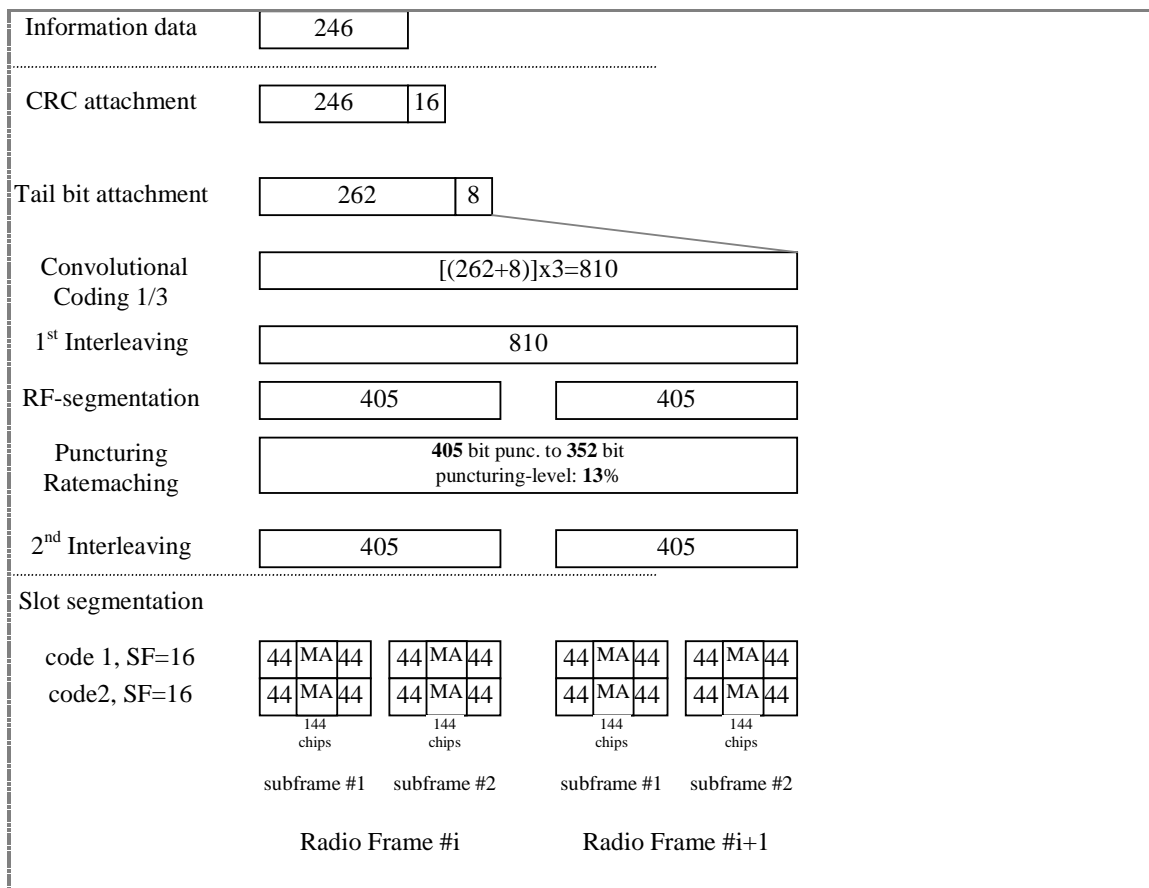 Information data 246
CRC attachment 246 16
Tail bit attachment 262 8
Convolutional
Coding 1/3
[(262+8)]x3=810
1st Interleaving 810
RF-segmentation 405 405
Puncturing
Ratemaching
405 bit punc. to 352 bit
puncturing-level: 13%
2nd Interleaving 405 405
Slot segmentation
code 1, SF=16 44 MA 44 44 MA 44 44 MA 44 44 MA 44
code2, SF=16 44 MA 44 44 MA 44 44 MA 44 44 MA 44
144 144 144 144
chips chips chips chips
subframe #1 subframe #2 subframe #1 subframe #2
Radio Frame #i Radio Frame #i+1